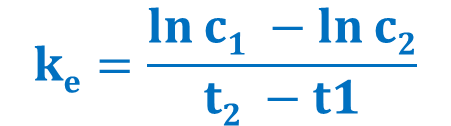 kₑ = (ln c₁ − ln c₂) / (t₂ − t1)